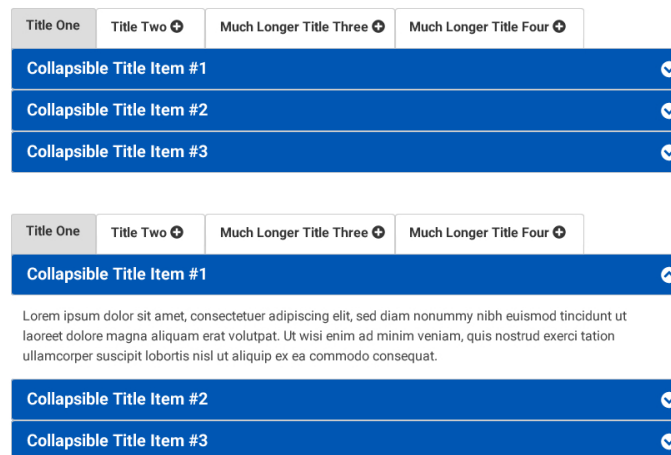 Title One Title Two Much Longer Title Three Much Longer Title Four
Collapsible Title Item #1
Collapsible Title Item #2
Collapsible Title Item #3
Title One Title Two Much Longer Title Three Much Longer Title Four
Collapsible Title Item #1
Lorem ipsum dolor sit amet, consectetuer adipiscing elit, sed diam nonummy nibh euismod tincidunt ut
laoreet dolore magna aliquam erat volutpat. Ut wisi enim ad minim veniam, quis nostrud exerci tation
ullamcorper suscipit lobortis nisl ut aliquip ex ea commodo consequat.
Collapsible Title Item #2
Collapsible Title Item #3